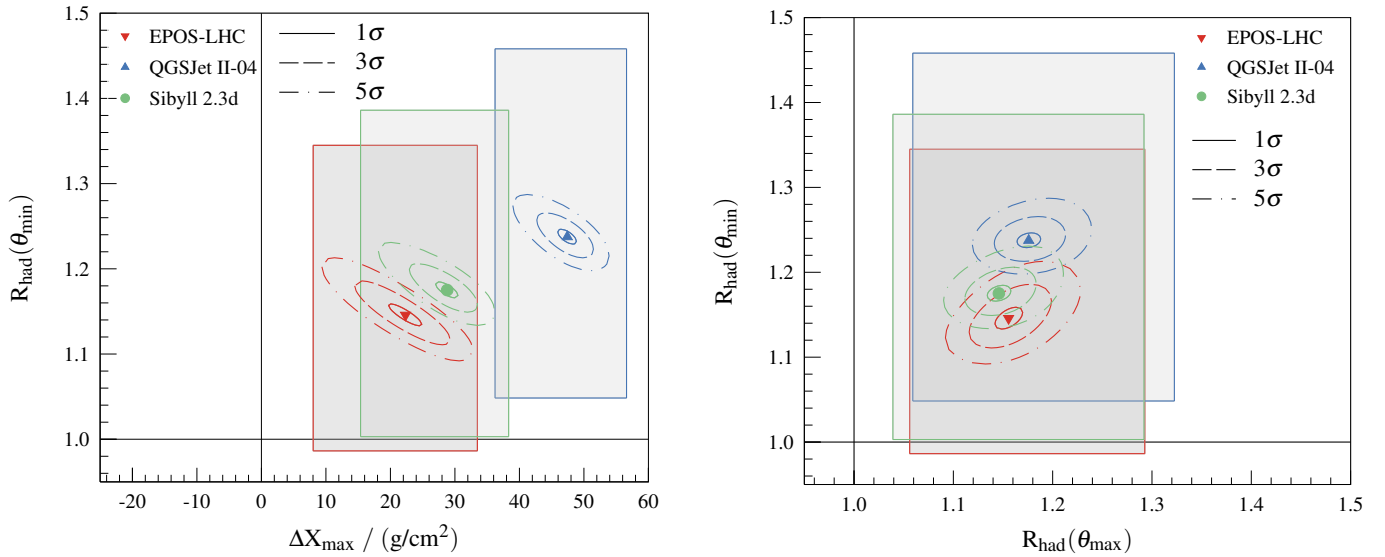 1.5
1.4
1.3
1.2
1.1
1.0
R_had(θ_min)
EPOS-LHC
QGSJet II-04
Sibyll 2.3d
1σ
3σ
5σ
-20 -10 0 10 20 30 40 50 60
ΔX_max / (g/cm²)
1.5
1.4
1.3
1.2
1.1
1.0
R_had(θ_min)
EPOS-LHC
QGSJet II-04
Sibyll 2.3d
1σ
3σ
5σ
1.0 1.1 1.2 1.3 1.4 1.5
R_had(θ_max)